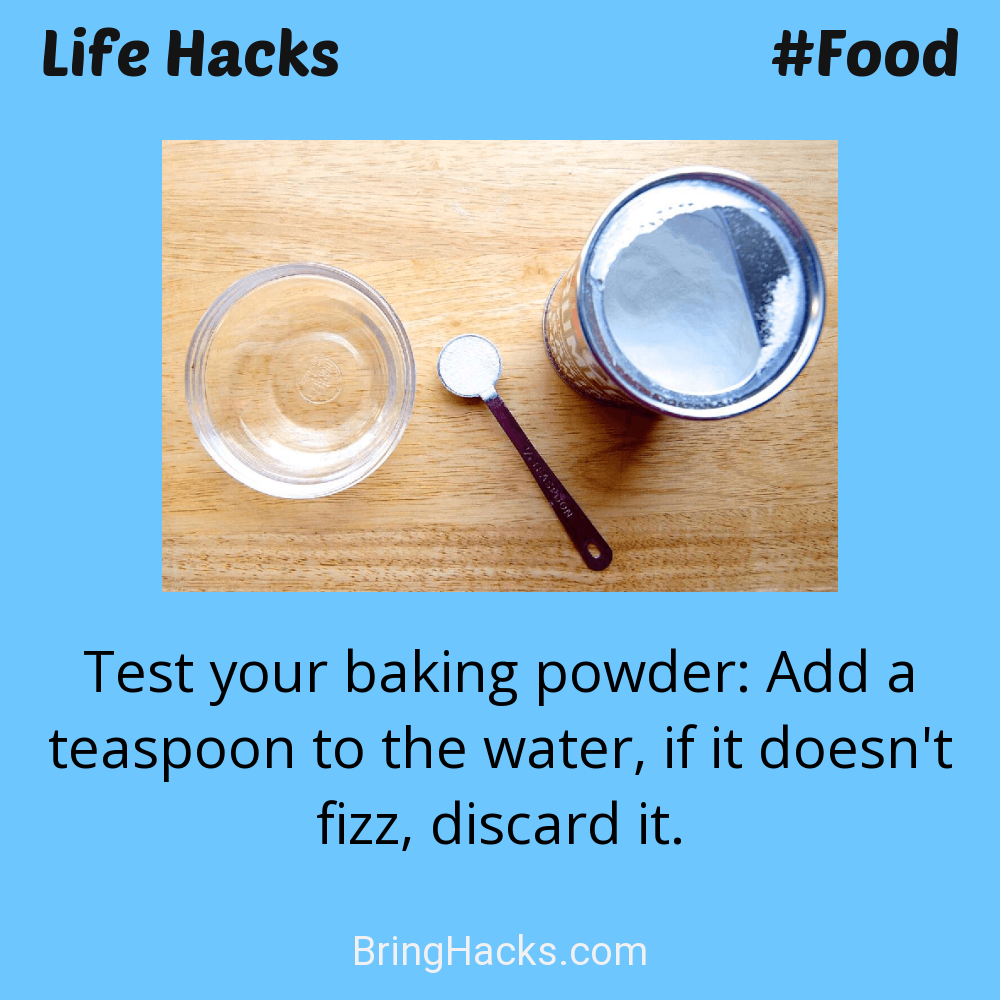 Life Hacks #Food
Test your baking powder: Add a
teaspoon to the water, if it doesn't
fizz, discard it.
BringHacks.com